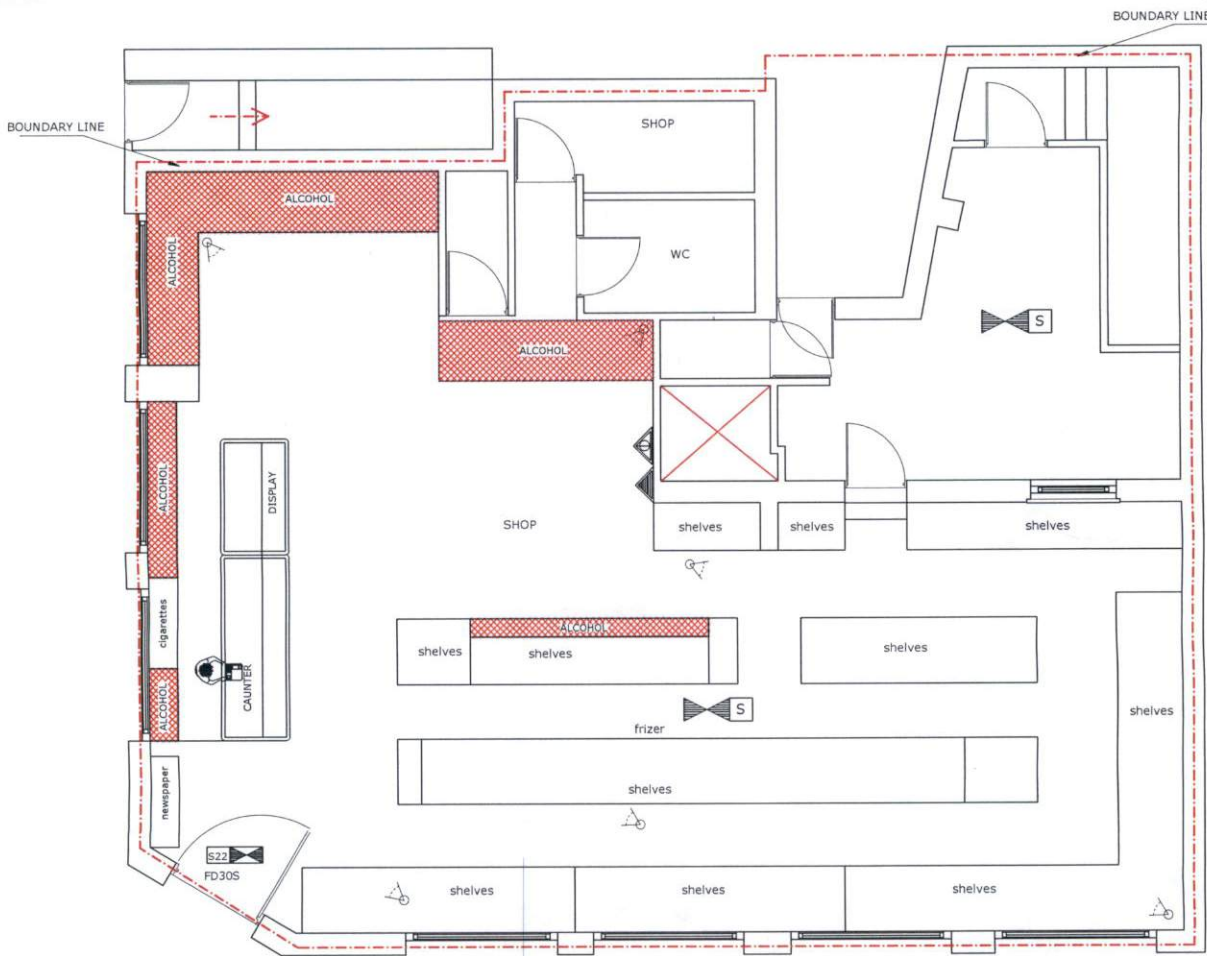 BOUNDARY LINE
BOUNDARY LINE
SHOP
ALCOHOL
ALCOHOL
WC
S
ALCOHOL
ALCOHOL
DISPLAY
SHOP
shelves
shelves
shelves
cigarettes
ALCOHOL
shelves
shelves
shelves
CAUNTER
ALCOHOL
S
shelves
frizer
newspaper
shelves
S22
FD30S
shelves
shelves
shelves